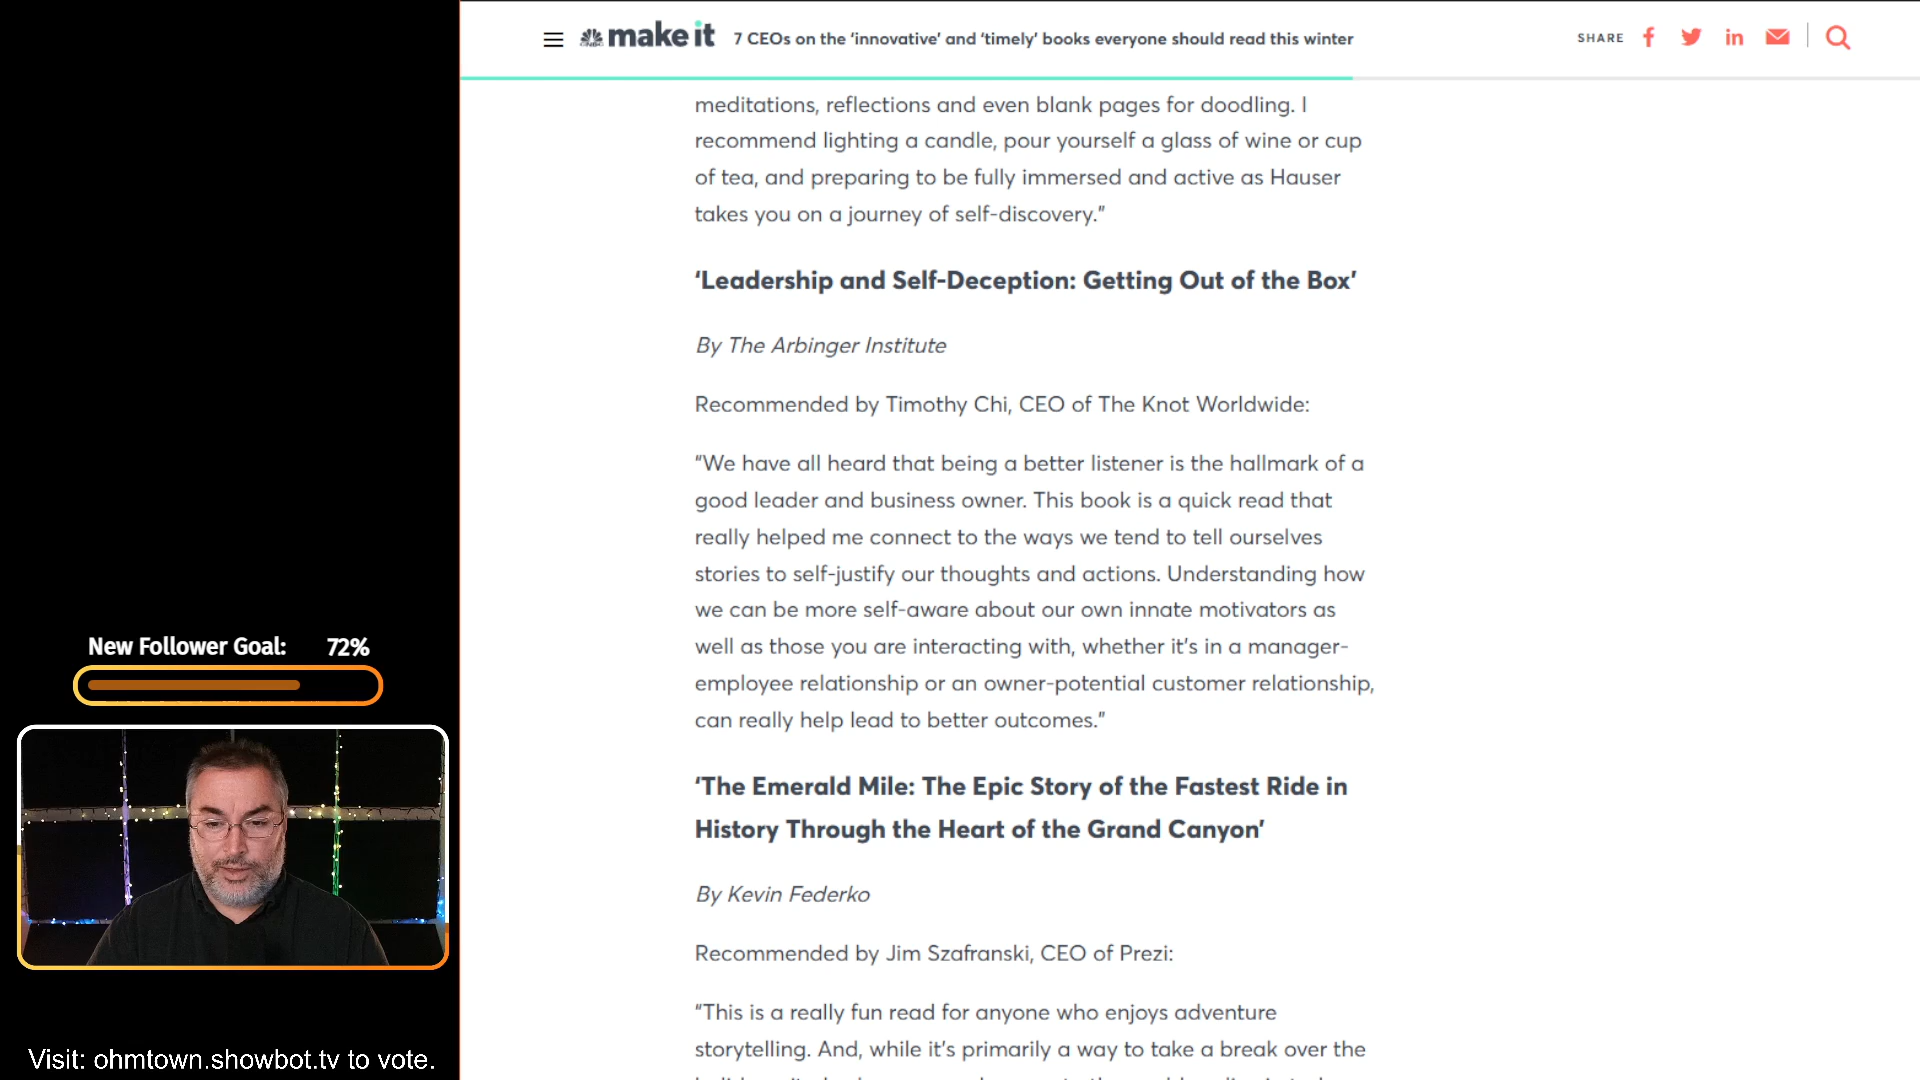 make it
7 CEOs on the ‘innovative’ and ‘timely’ books everyone should read this winter
SHARE
meditations, reflections and even blank pages for doodling. I
recommend lighting a candle, pour yourself a glass of wine or cup
of tea, and preparing to be fully immersed and active as Hauser
takes you on a journey of self-discovery.”
‘Leadership and Self-Deception: Getting Out of the Box’
By The Arbinger Institute
Recommended by Timothy Chi, CEO of The Knot Worldwide:
“We have all heard that being a better listener is the hallmark of a
good leader and business owner. This book is a quick read that
really helped me connect to the ways we tend to tell ourselves
stories to self-justify our thoughts and actions. Understanding how
we can be more self-aware about our own innate motivators as
well as those you are interacting with, whether it’s in a manager-
employee relationship or an owner-potential customer relationship,
can really help lead to better outcomes.”
‘The Emerald Mile: The Epic Story of the Fastest Ride in
History Through the Heart of the Grand Canyon’
By Kevin Federko
Recommended by Jim Szafranski, CEO of Prezi:
“This is a really fun read for anyone who enjoys adventure
storytelling. And, while it’s primarily a way to take a break over the
New Follower Goal: 72%
Visit: ohmtown.showbot.tv to vote.